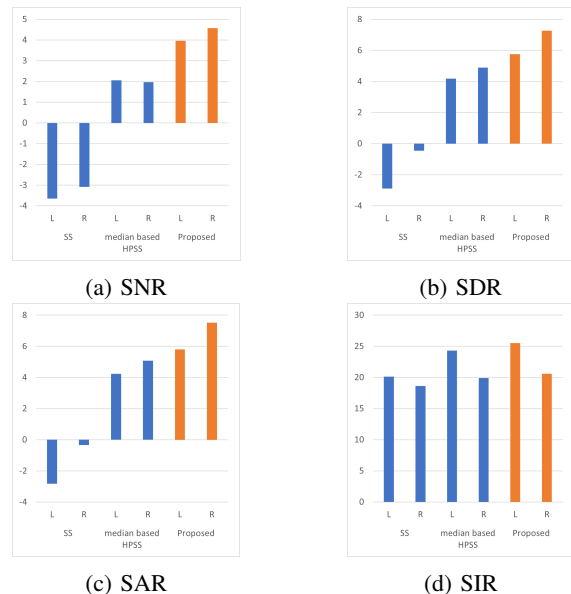 5
4
3
2
1
0
-1
-2
-3
-4
L R L R L R
SS median based HPSS Proposed
(a) SNR
8
6
4
2
0
-2
-4
L R L R L R
SS median based HPSS Proposed
(b) SDR
8
6
4
2
0
-2
-4
L R L R L R
SS median based HPSS Proposed
(c) SAR
30
25
20
15
10
5
0
L R L R L R
SS median based HPSS Proposed
(d) SIR